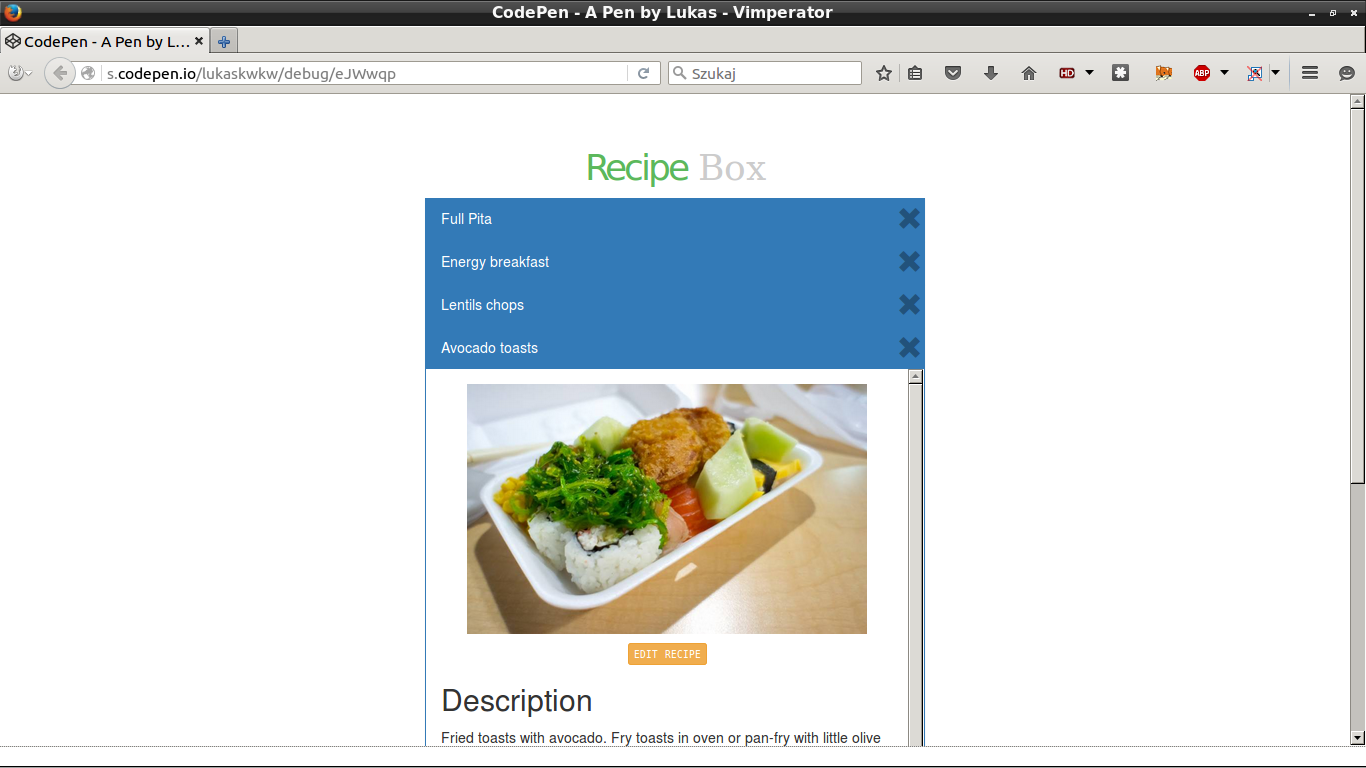 CodePen - A Pen by Lukas - Vimperator
CodePen - A Pen by L...
s.codepen.io/lukaskwkw/debug/eJWwqp
Szukaj
HD
ABP
Recipe Box
Full Pita
Energy breakfast
Lentils chops
Avocado toasts
EDIT RECIPE
Description
Fried toasts with avocado. Fry toasts in oven or pan-fry with little olive